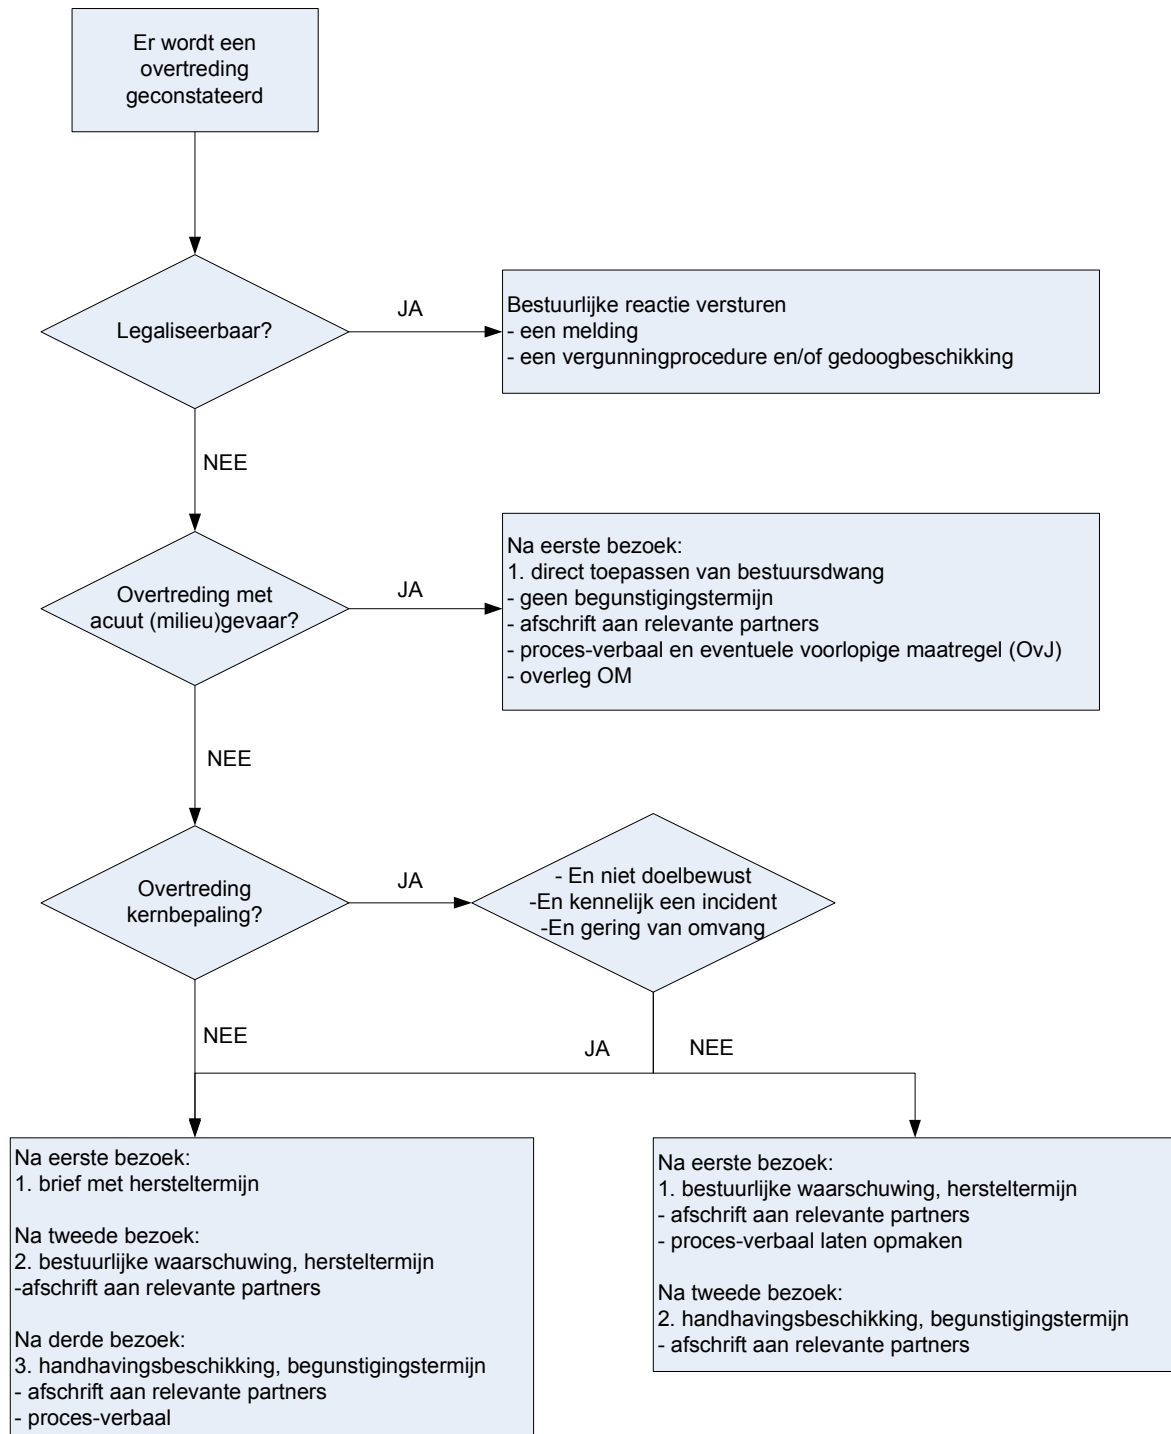 Er wordt een
overtreding
geconstateerd
Legaliseerbaar?
JA
Bestuurlijke reactie versturen
- een melding
- een vergunningprocedure en/of gedoogbeschikking
NEE
Overtreding met
acuut (milieu)gevaar?
JA
Na eerste bezoek:
1. direct toepassen van bestuursdwang
- geen begunstigingstermijn
- afschrift aan relevante partners
- proces-verbaal en eventuele voorlopige maatregel (OvJ)
- overleg OM
NEE
Overtreding
kernbepaling?
JA
- En niet doelbewust
-En kennelijk een incident
-En gering van omvang
NEE
JA
NEE
Na eerste bezoek:
1. brief met hersteltermijn
Na tweede bezoek:
2. bestuurlijke waarschuwing, hersteltermijn
-afschrift aan relevante partners
Na derde bezoek:
3. handhavingsbeschikking, begunstigingstermijn
- afschrift aan relevante partners
- proces-verbaal
Na eerste bezoek:
1. bestuurlijke waarschuwing, hersteltermijn
- afschrift aan relevante partners
- proces-verbaal laten opmaken
Na tweede bezoek:
2. handhavingsbeschikking, begunstigingstermijn
- afschrift aan relevante partners